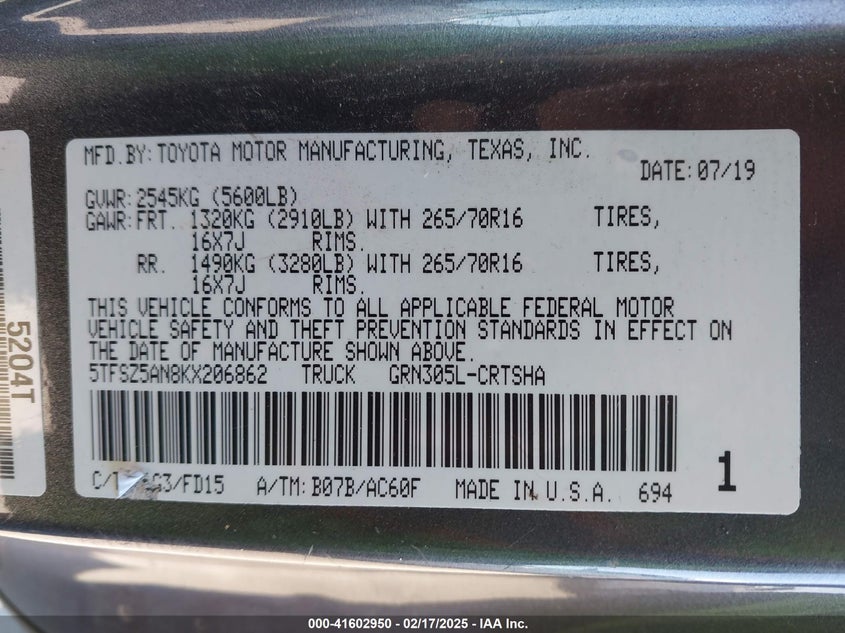 MFD.BY: TOYOTA MOTOR MANUFACTURING, TEXAS, INC.
DATE: 07/19
GVWR: 2545KG (5600LB)
GAWR: FRT. 1320KG (2910LB) WITH 265/70R16 TIRES,
16X7J RIMS.
RR. 1490KG (3280LB) WITH 265/70R16 TIRES,
16X7J RIMS.
THIS VEHICLE CONFORMS TO ALL APPLICABLE FEDERAL MOTOR
VEHICLE SAFETY AND THEFT PREVENTION STANDARDS IN EFFECT ON
THE DATE OF MANUFACTURE SHOWN ABOVE.
5TFSZ5AN8KX206862 TRUCK GRN305L-CRTSHA
G3/FD15 A/TM: B07B/AC60F MADE IN U.S.A. 694 1
5204T
000-41602950 - 02/17/2025 - IAA Inc.